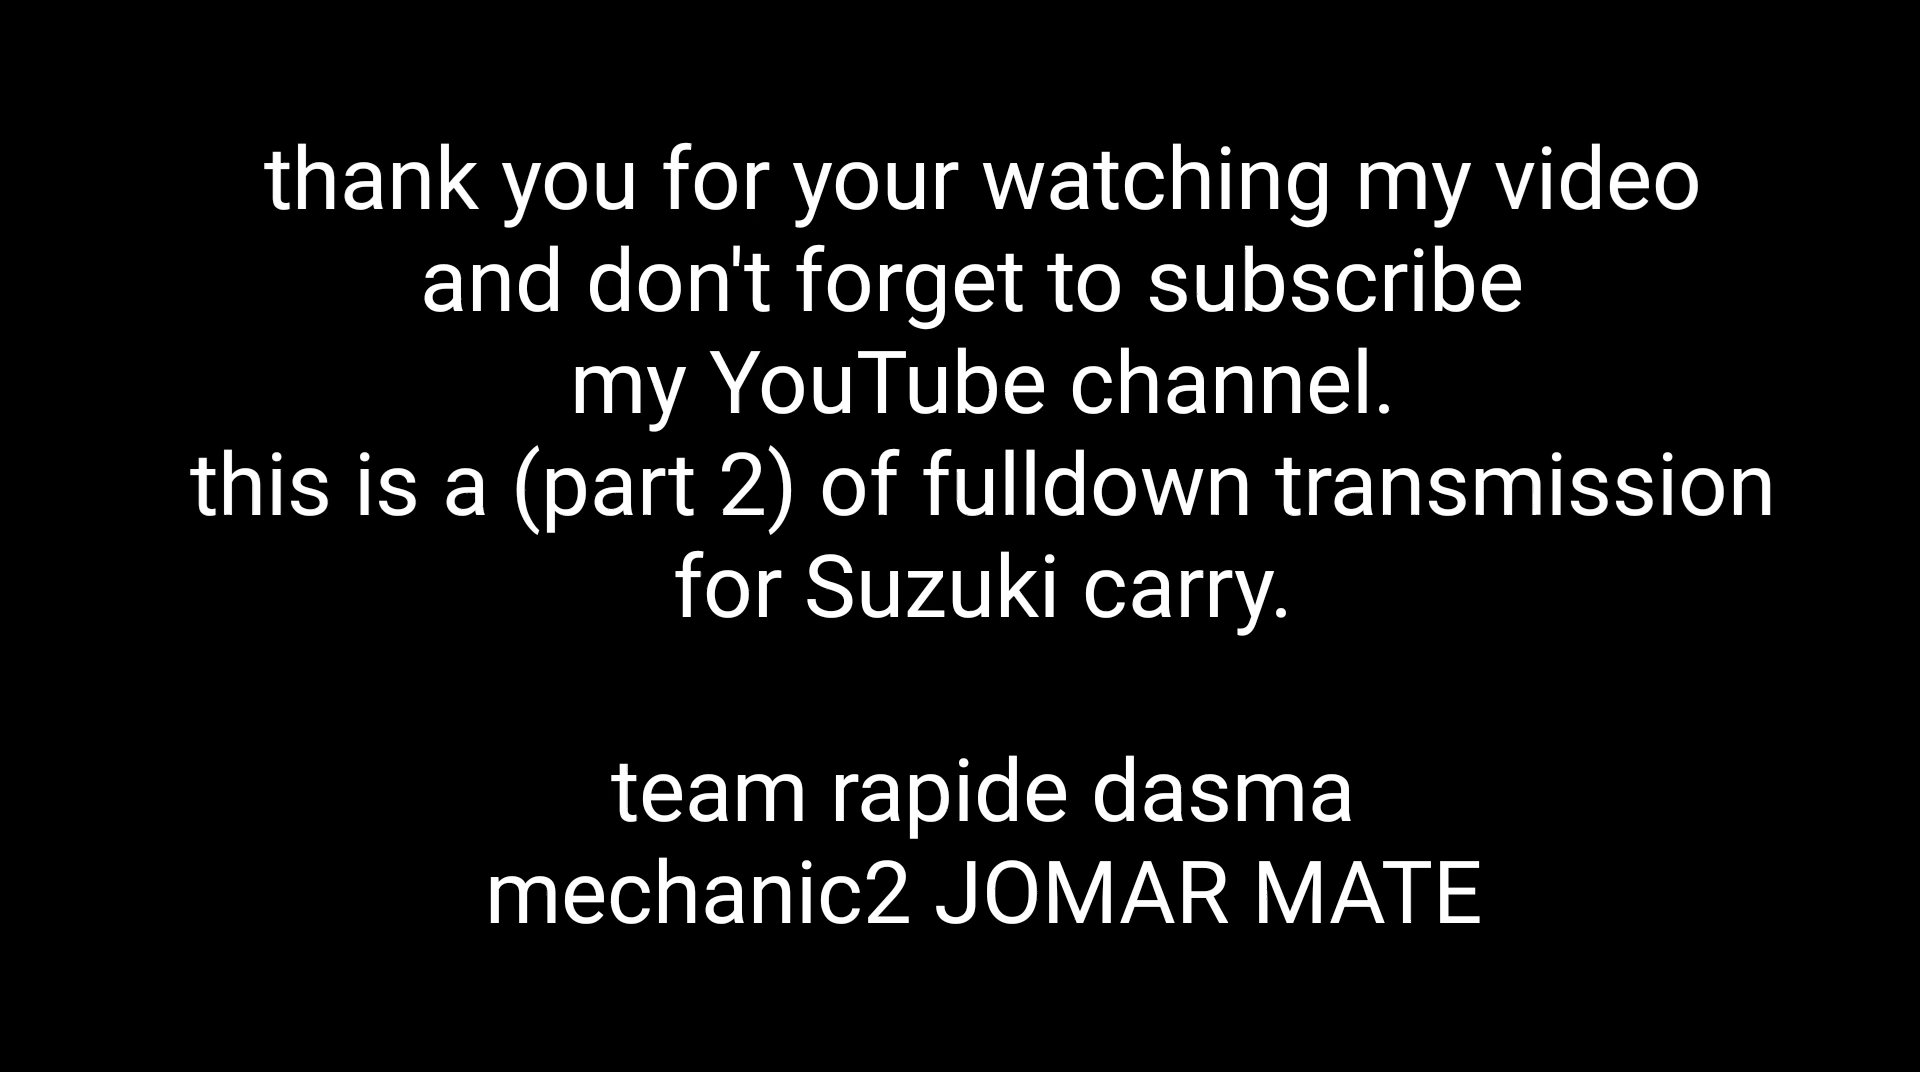 thank you for your watching my video
and don't forget to subscribe
my YouTube channel.
this is a (part 2) of fulldown transmission
for Suzuki carry.
team rapide dasma
mechanic2 JOMAR MATE